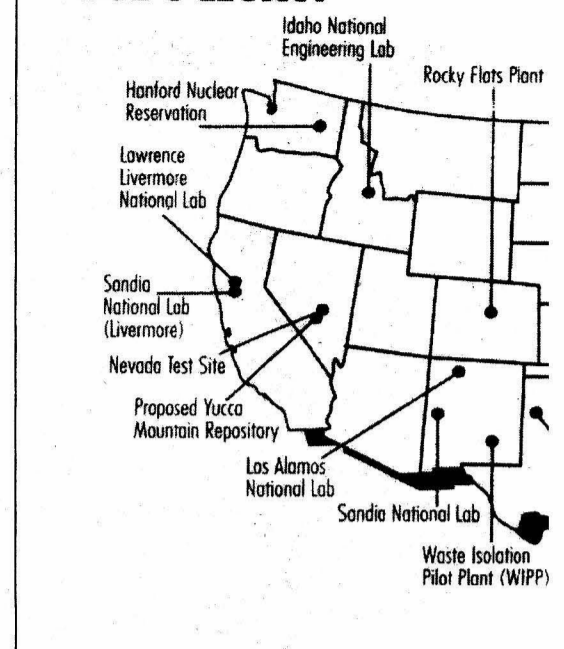 Idaho National
Engineering Lab
Rocky Flats Plant
Hanford Nuclear
Reservation
Lawrence
Livermore
National Lab
Sandia
National Lab
(Livermore)
Nevada Test Site
Proposed Yucca
Mountain Repository
Los Alamos
National Lab
Sandia National Lab
Waste Isolation
Pilot Plant (WIPP)